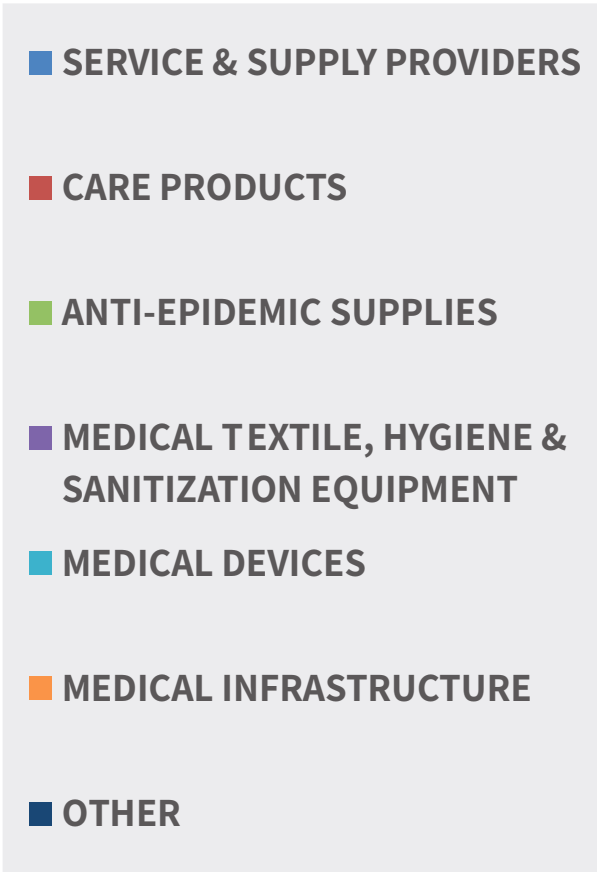 SERVICE & SUPPLY PROVIDERS
CARE PRODUCTS
ANTI-EPIDEMIC SUPPLIES
MEDICAL TEXTILE, HYGIENE &
SANITIZATION EQUIPMENT
MEDICAL DEVICES
MEDICAL INFRASTRUCTURE
OTHER